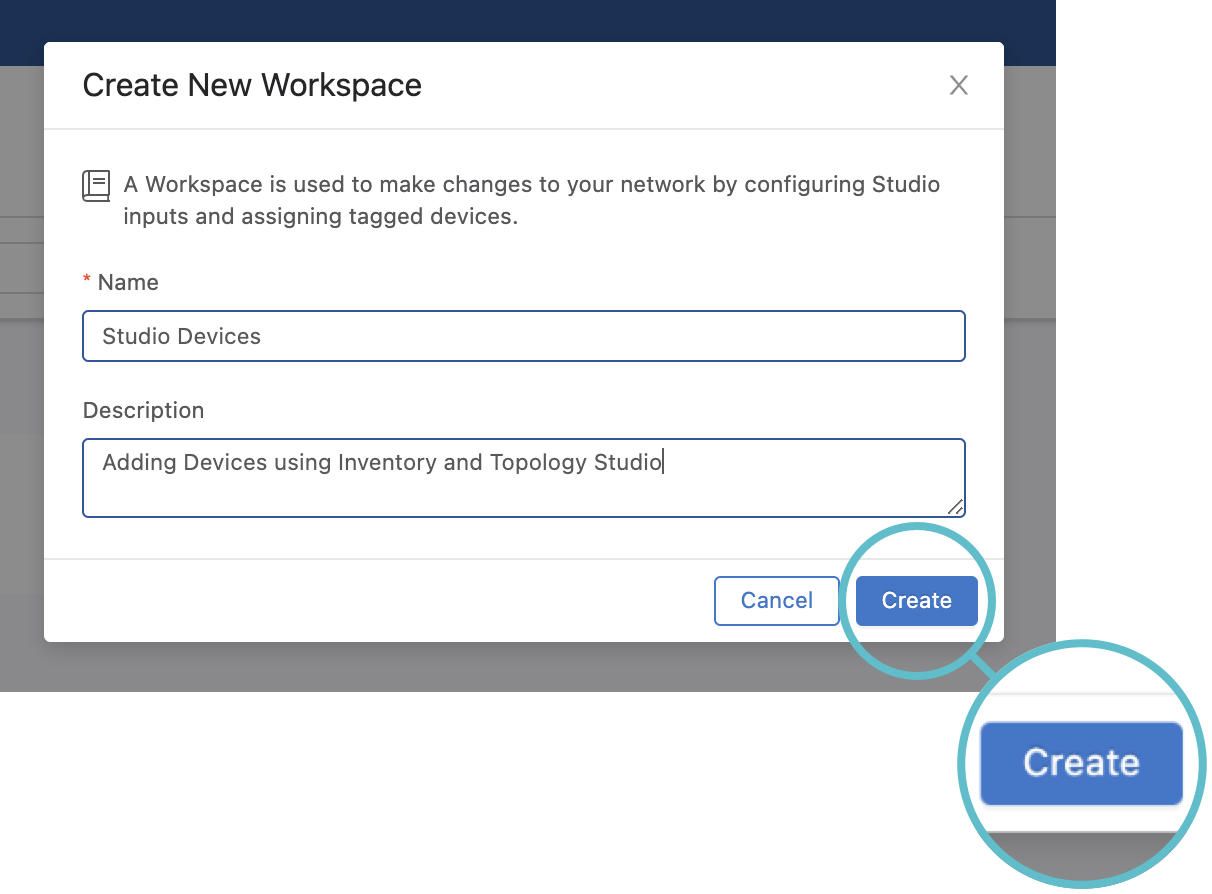 Create New Workspace
A Workspace is used to make changes to your network by configuring Studio
inputs and assigning tagged devices.
* Name
Studio Devices
Description
Adding Devices using Inventory and Topology Studio
Cancel
Create
Create